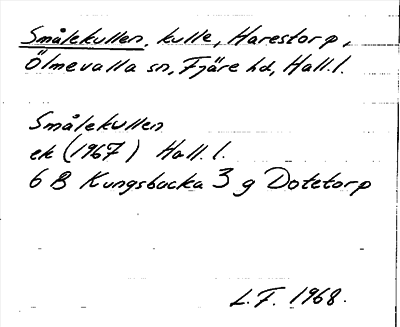 Smålekullen, kulle, Harestorp,
Ölmevalla sn, Fjäre hd, Hall. l.
Smålekullen
ek (1967) Hall. l.
6 B Kungsbacka 3 g Dotetorp
L.F. 1968.